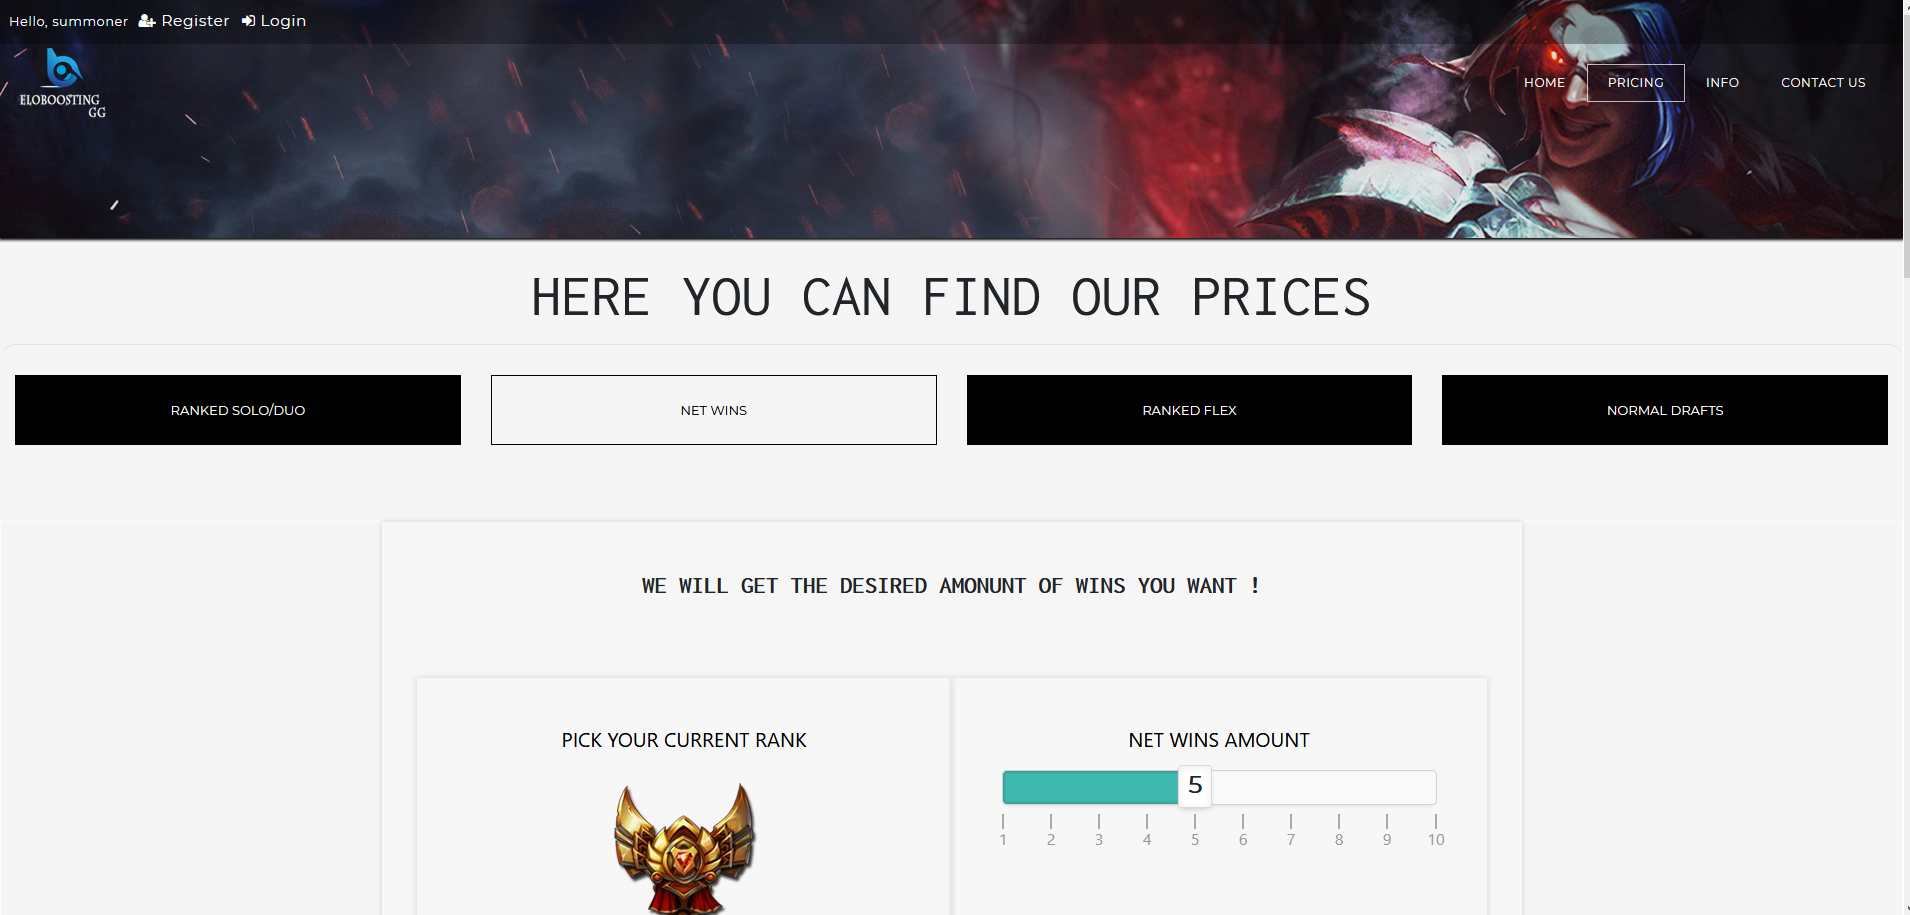 Hello, summoner Register Login
ELOBOOSTING
GG
HOME PRICING INFO CONTACT US
HERE YOU CAN FIND OUR PRICES
RANKED SOLO/DUO NET WINS RANKED FLEX NORMAL DRAFTS
WE WILL GET THE DESIRED AMONUNT OF WINS YOU WANT !
PICK YOUR CURRENT RANK
NET WINS AMOUNT
5
1 2 3 4 5 6 7 8 9 10